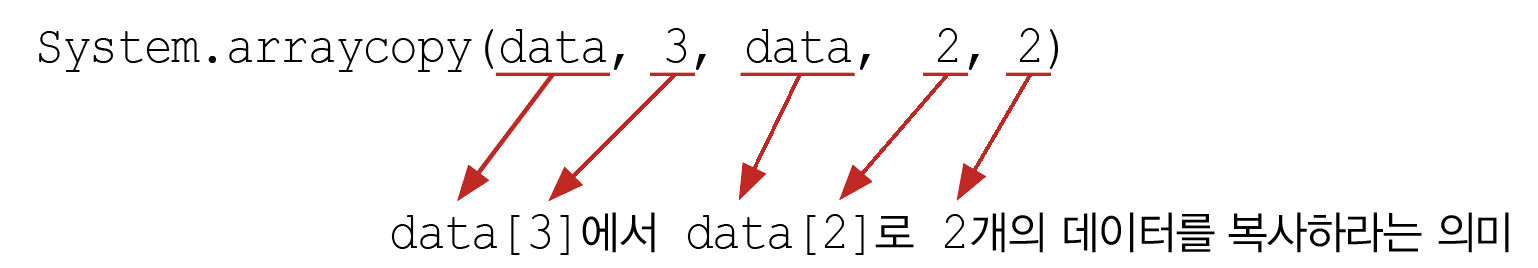 System.arraycopy(data, 3, data, 2, 2)
data[3]에서 data[2]로 2개의 데이터를 복사하라는 의미